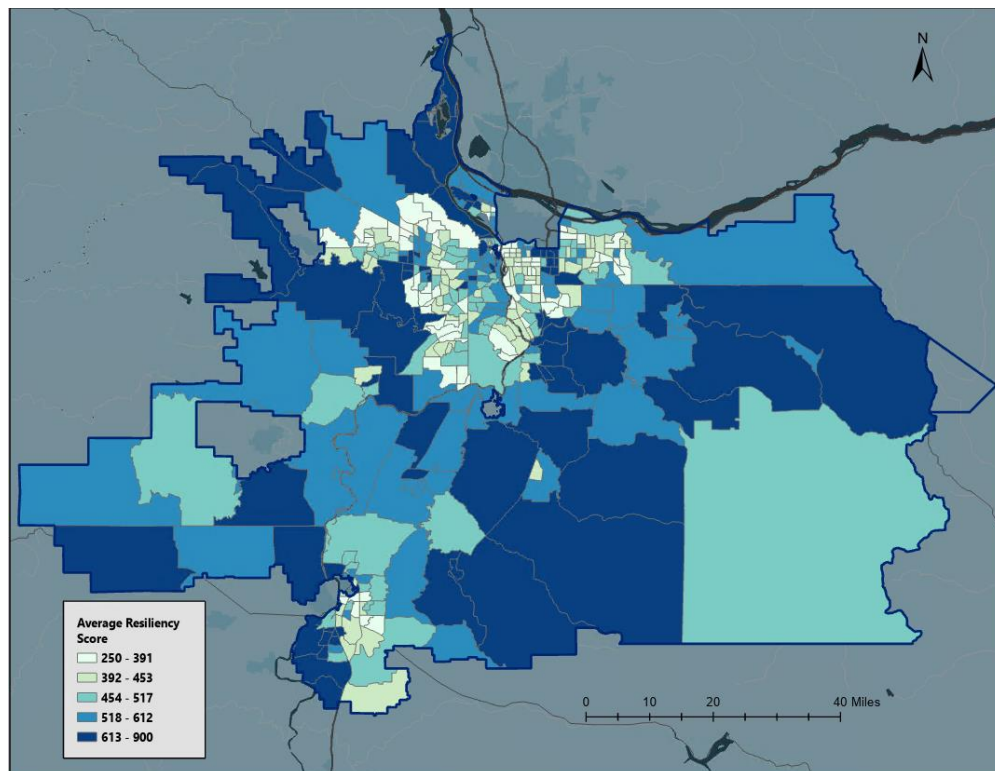 N
Average Resiliency
Score
250 - 391
392 - 453
454 - 517
518 - 612
613 - 900
0 10 20 40 Miles